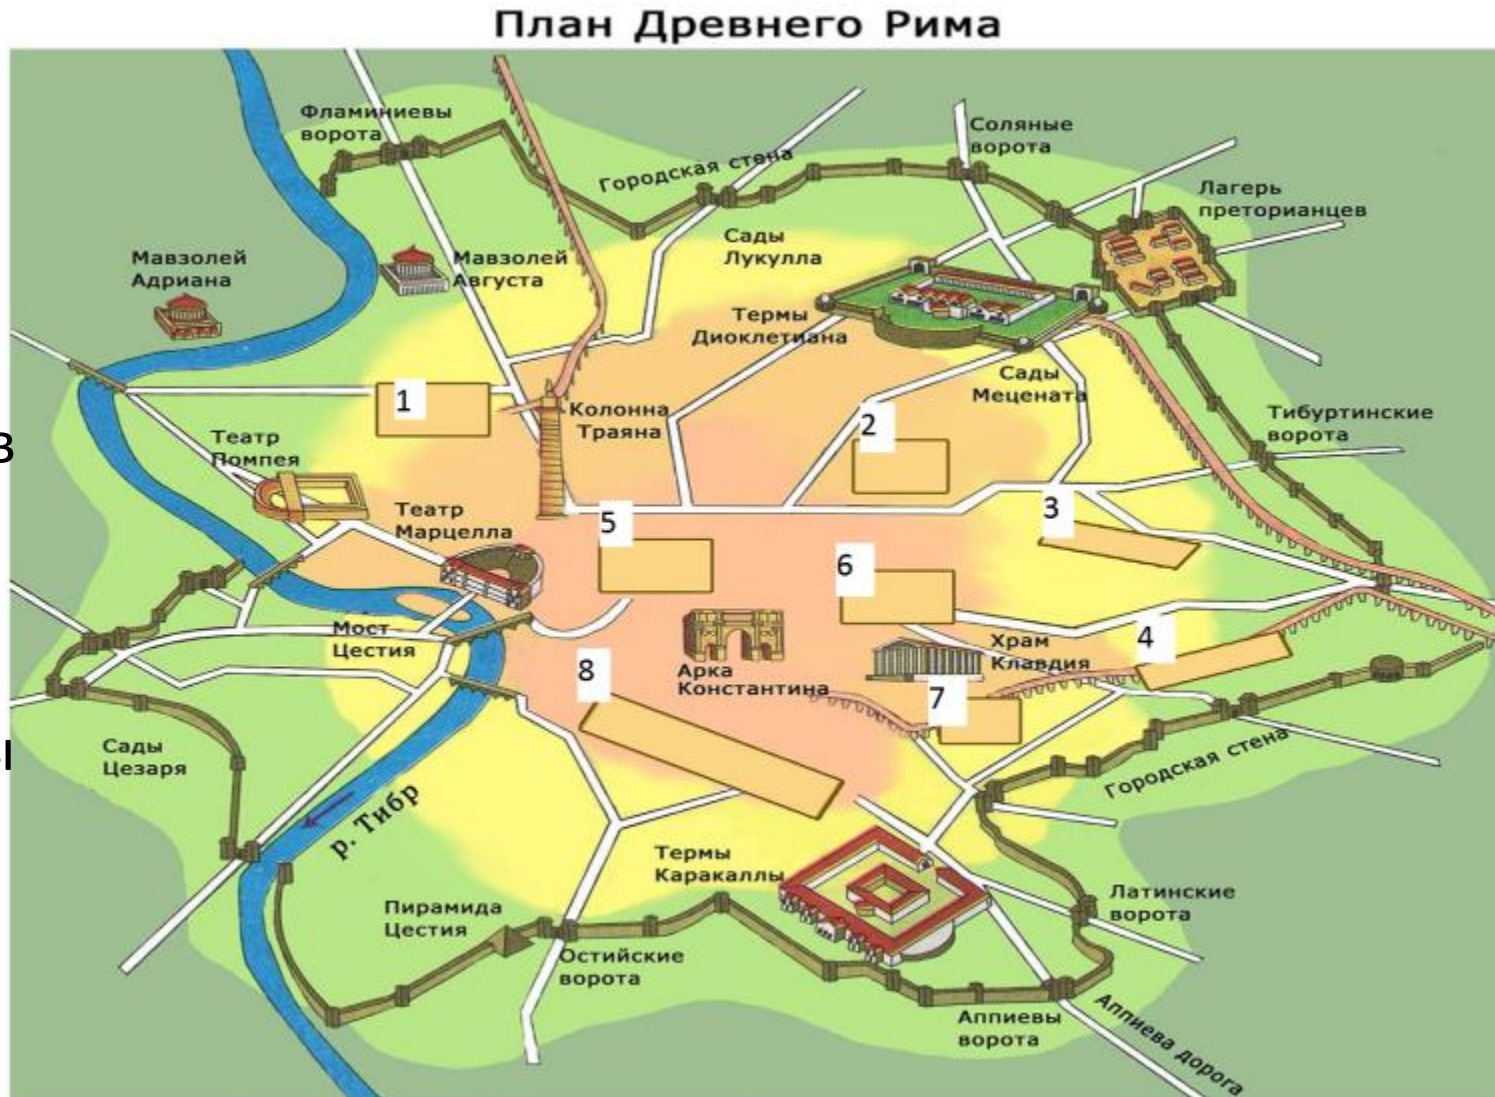 План Древнего Рима
Фламиниевы
ворота
Соляные
ворота
Городская стена
Лагерь
преторианцев
Сады
Лукулла
Мавзолей
Адриана
Мавзолей
Августа
Термы
Диоклетиана
Сады
Мецената
1
Колонна
Траяна
2
Тибуртинские
ворота
в
Театр
Помпея
Театр
Марцелла
5
3
6
Мост
Цестия
4
Храм
Клавдия
8
Арка
Константина
7
ы
Сады
Цезаря
Городская стена
р. Тибр
Термы
Каракаллы
Латинские
ворота
Пирамида
Цестия
Остийские
ворота
Аппиевы
ворота
Аппиева дорога